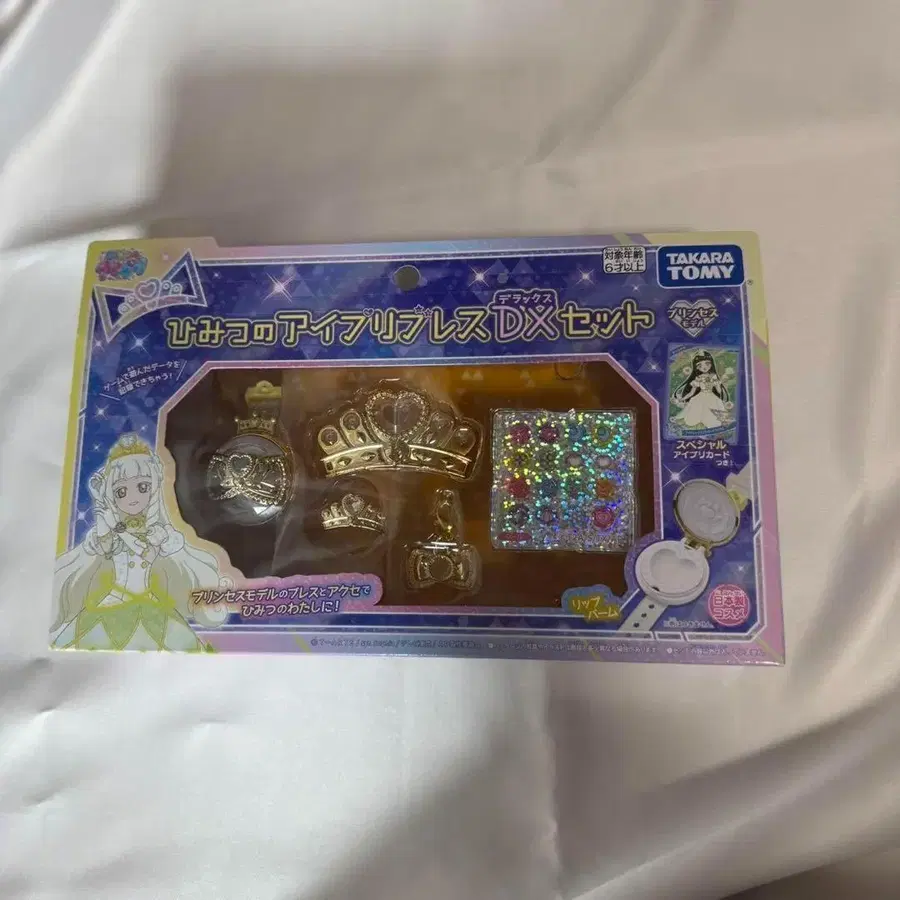 対象年齢
6才以上
TAKARA
TOMY
デラックス
ひみつのアイプリブレスDXセット
プリンセス
モデル
ゲームで遊んだデータを
記録できちゃう!
スペシャル
アイプリカード
つき!
プリンセスモデルのブレスとアクセで
ひみつのわたしに!
リップ
バーム
日本製
コスメ